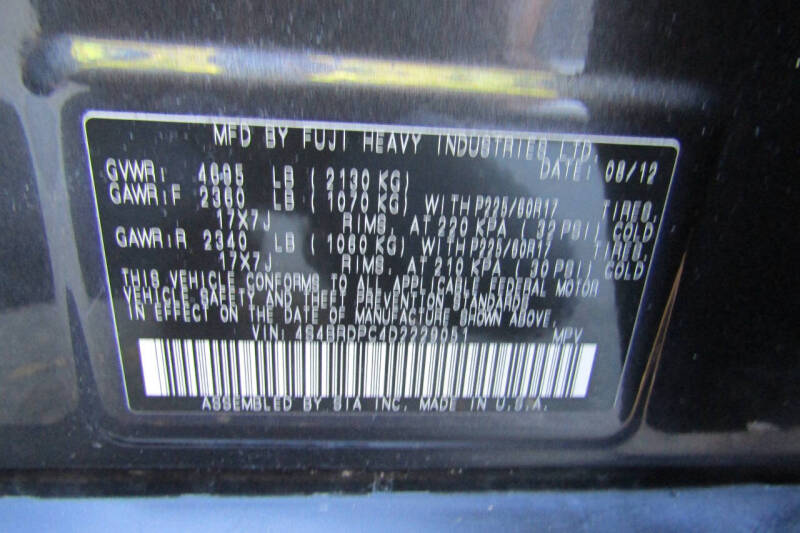 MFD BY FUJI HEAVY INDUSTRIES LTD.
DATE: 08/12
GVWR: 4695 LB (2130 KG)
GAWR:F 2360 LB (1070 KG) WITH P225/60R17 TIRES,
17X7J RIMS, AT 220 KPA (32 PSI) COLD
GAWR:R 2340 LB (1060 KG) WITH P225/60R17 TIRES,
17X7J RIMS, AT 210 KPA (30 PSI) COLD
THIS VEHICLE CONFORMS TO ALL APPLICABLE FEDERAL MOTOR
VEHICLE SAFETY AND THEFT PREVENTION STANDARDS
IN EFFECT ON THE DATE OF MANUFACTURE SHOWN ABOVE.
VIN: 4S4BRDPC4D2229051 MPV
ASSEMBLED BY SIA INC, MADE IN U.S.A.